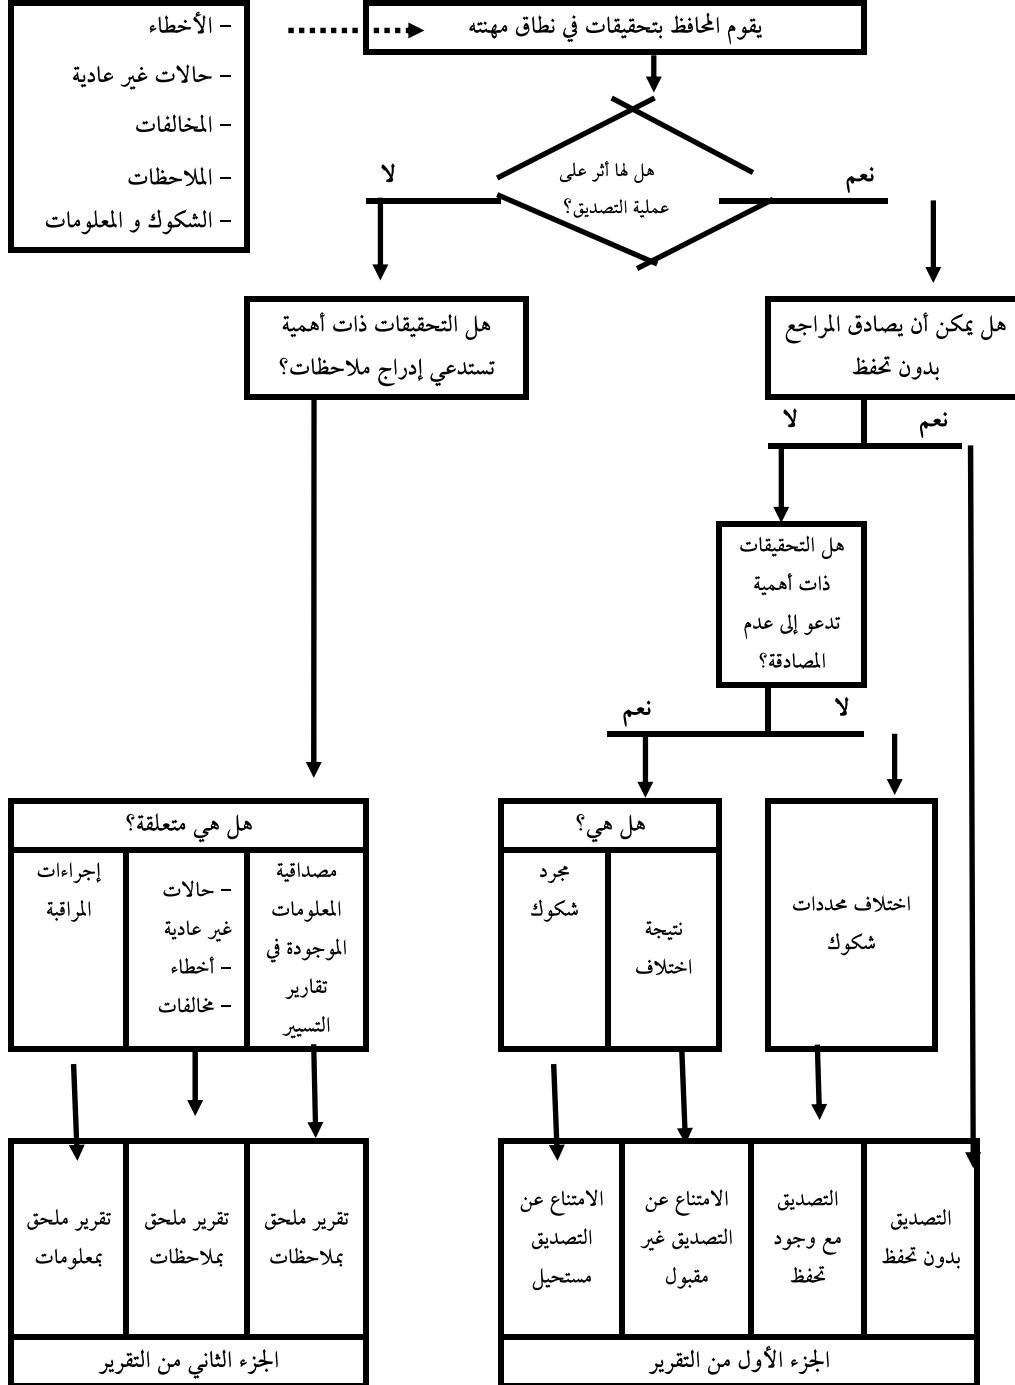 يقوم المحافظ بتحقيقات في نطاق مهنته
– الأخطاء
– حالات غير عادية
– المخالفات
– الملاحظات
– الشكوك و المعلومات
هل لها أثر على
عملية التصديق؟
نعم
لا
هل يمكن أن يصادق المراجع
بدون تحفظ
هل التحقيقات ذات أهمية
تستدعي إدراج ملاحظات؟
نعم
لا
هل التحقيقات
ذات أهمية
تدعو إلى عدم
المصادقة؟
لا
نعم
اختلاف محددات
شكوك
هل هي؟
نتيجة
اختلاف
مجرد
شكوك
هل هي متعلقة؟
مصداقية
المعلومات
الموجودة في
تقارير
التسيير
– حالات
غير عادية
– أخطاء
– مخالفات
إجراءات
المراقبة
التصديق
بدون تحفظ
التصديق
مع وجود
تحفظ
الامتناع عن
التصديق غير
مقبول
الامتناع عن
التصديق
مستحيل
تقرير ملحق
بملاحظات
تقرير ملحق
بملاحظات
تقرير ملحق
بمعلومات
الجزء الأول من التقرير
الجزء الثاني من التقرير